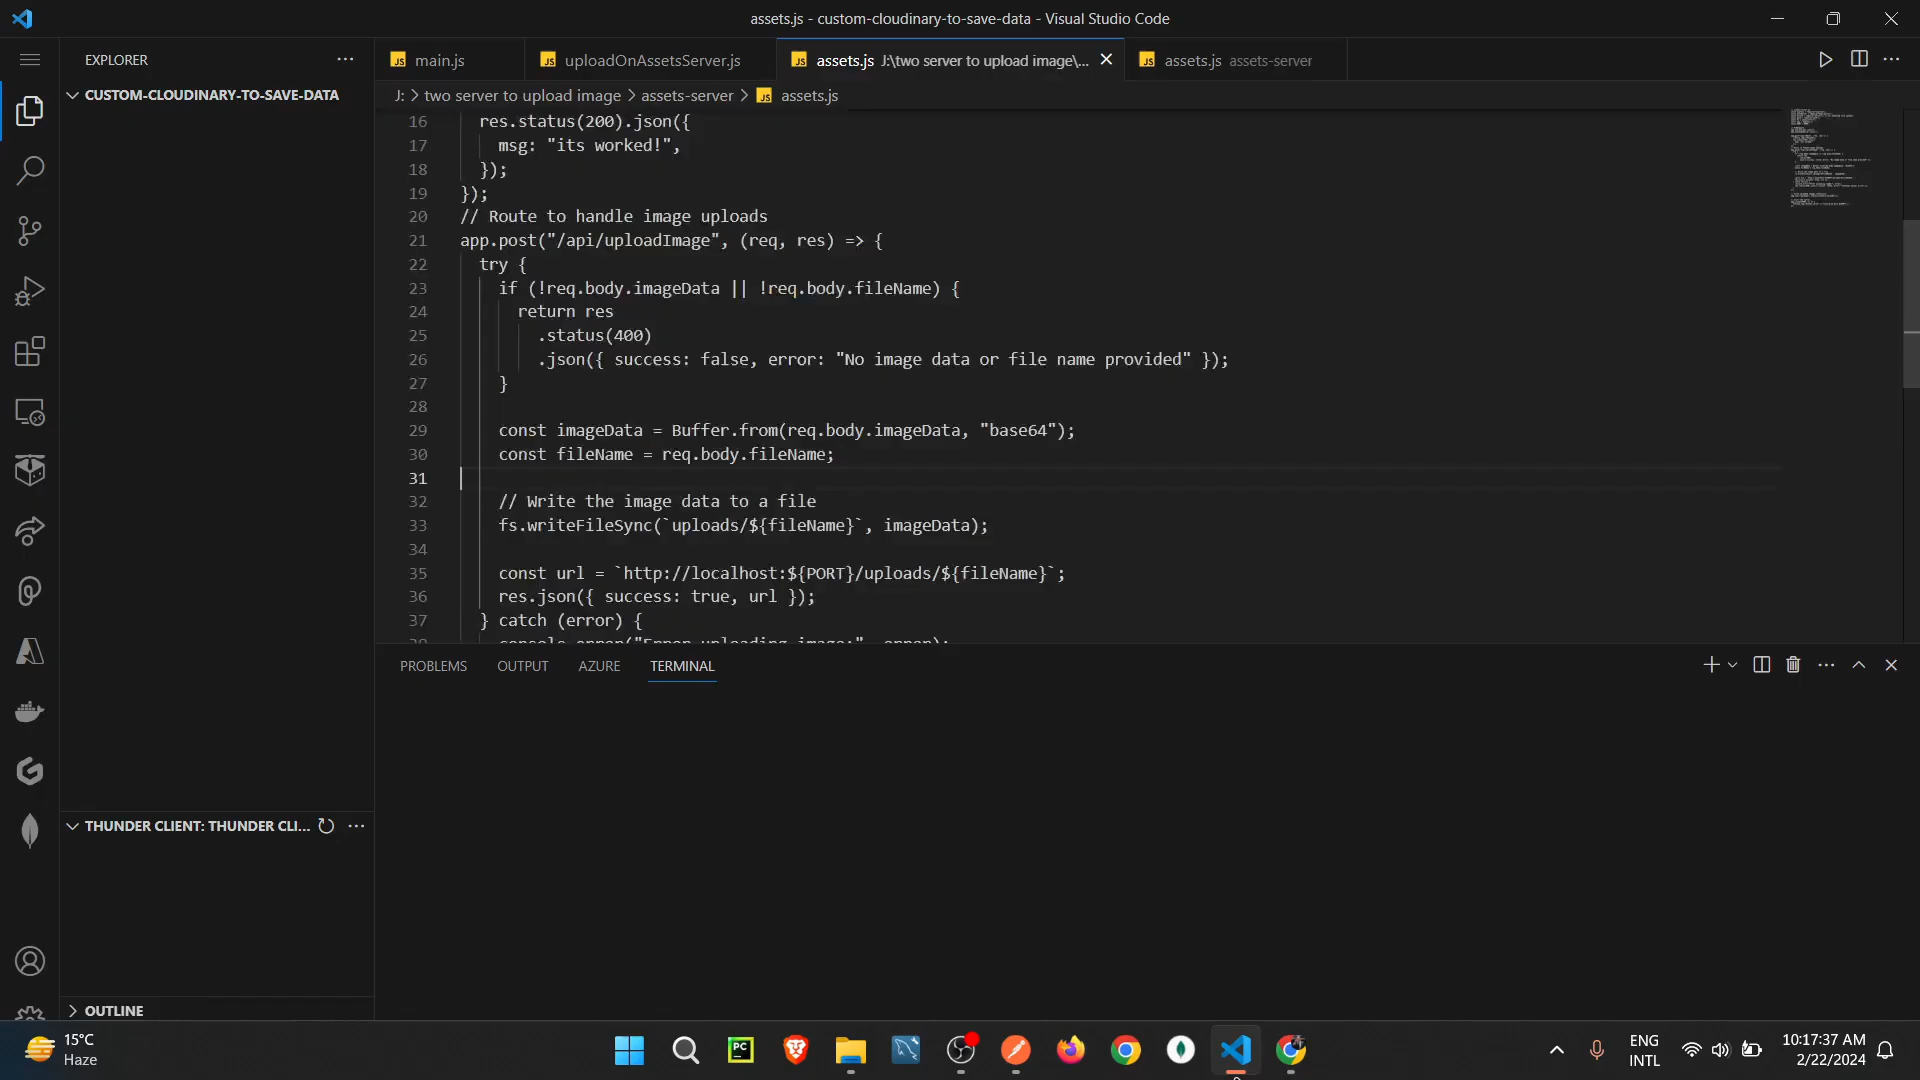 assets.js - custom-cloudinary-to-save-data - Visual Studio Code
EXPLORER
main.js
uploadOnAssetsServer.js
assets.js J:\two server to upload image\...
assets.js assets-server
CUSTOM-CLOUDINARY-TO-SAVE-DATA
J: > two server to upload image > assets-server > assets.js
16 res.status(200).json({
17 msg: "its worked!",
18 });
19 });
20 // Route to handle image uploads
21 app.post("/api/uploadImage", (req, res) => {
22 try {
23 if (!req.body.imageData || !req.body.fileName) {
24 return res
25 .status(400)
26 .json({ success: false, error: "No image data or file name provided" });
27 }
28
29 const imageData = Buffer.from(req.body.imageData, "base64");
30 const fileName = req.body.fileName;
31
32 // Write the image data to a file
33 fs.writeFileSync(`uploads/${fileName}`, imageData);
34
35 const url = `http://localhost:${PORT}/uploads/${fileName}`;
36 res.json({ success: true, url });
37 } catch (error) {
38 console.error("Error uploading image:", error);
PROBLEMS
OUTPUT
AZURE
TERMINAL
THUNDER CLIENT: THUNDER CLI...
OUTLINE
15°C
Haze
PC
ENG
INTL
10:17:37 AM
2/22/2024